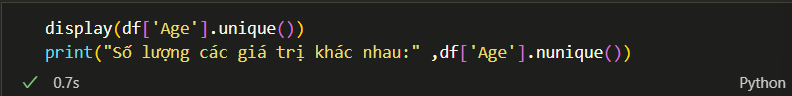 display(df['Age'].unique())
print("Số lượng các giá trị khác nhau:" ,df['Age'].nunique())
0.7s
Python